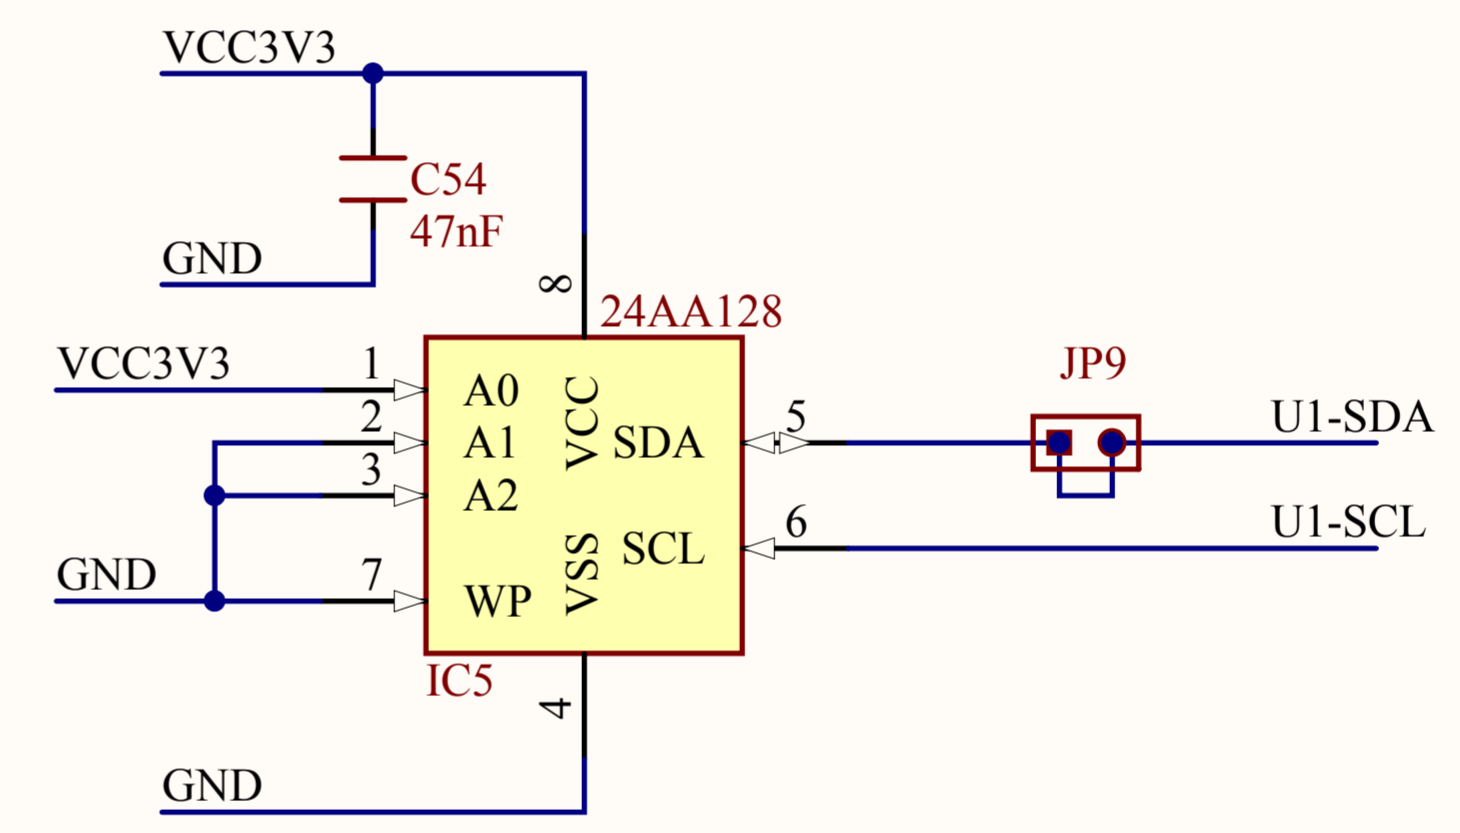 VCC3V3
C54
47nF
GND
8
24AA128
VCC3V3
1
A0
VCC
JP9
2
A1
SDA
5
U1-SDA
3
A2
6
U1-SCL
SCL
VSS
GND
7
WP
IC5
4
GND